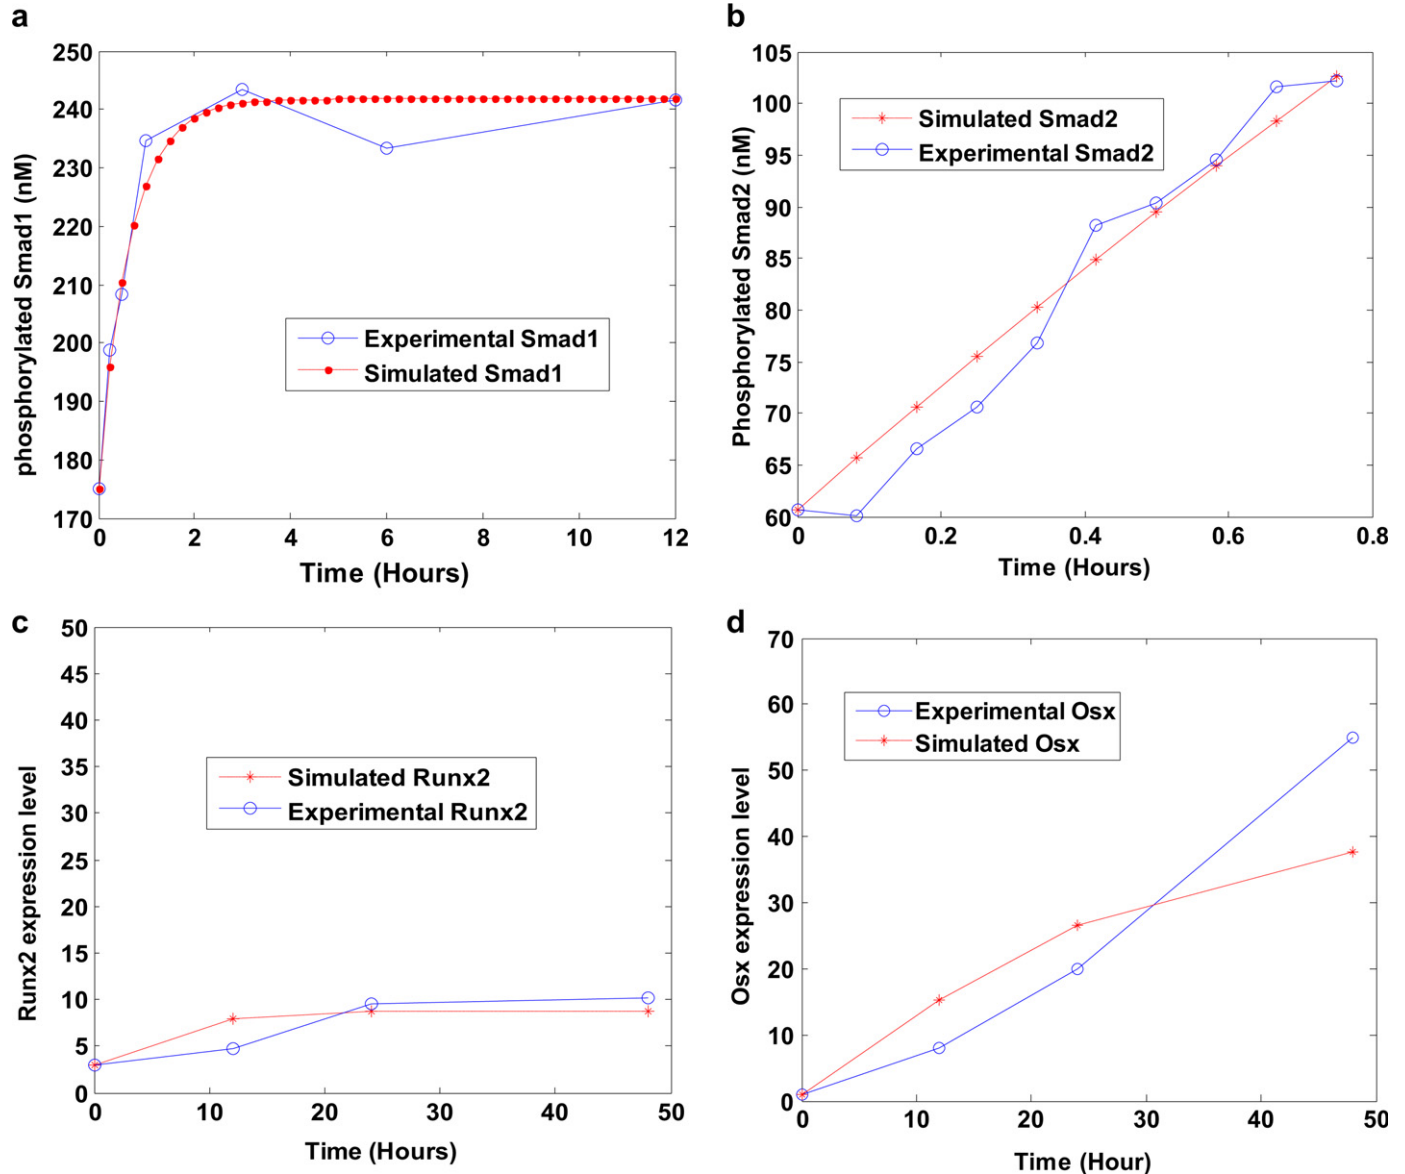 a
250
240
230
220
210
200
190
180
170
phosphorylated Smad1 (nM)
Experimental Smad1
Simulated Smad1
0 2 4 6 8 10 12
Time (Hours)
b
105
100
95
90
85
80
75
70
65
60
Phosphorylated Smad2 (nM)
Simulated Smad2
Experimental Smad2
0 0.2 0.4 0.6 0.8
Time (Hours)
c
50
45
40
35
30
25
20
15
10
5
0
Runx2 expression level
Simulated Runx2
Experimental Runx2
0 10 20 30 40 50
Time (Hours)
d
70
60
50
40
30
20
10
0
Osx expression level
Experimental Osx
Simulated Osx
0 10 20 30 40 50
Time (Hour)